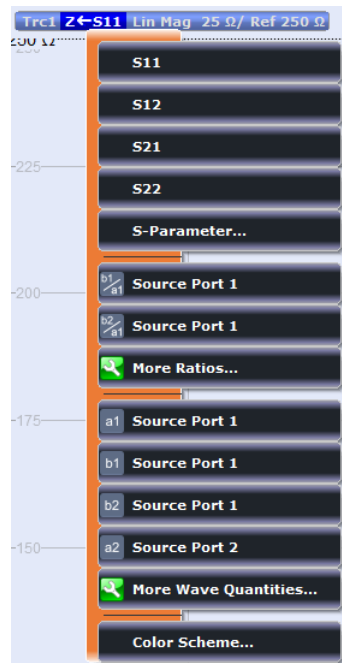 Trc1 Z←S11 Lin Mag 25 Ω/ Ref 250 Ω
250 Ω
S11
S12
S21
225
S22
S-Parameter...
b1/a1 Source Port 1
200
b2/a1 Source Port 1
More Ratios...
175
a1 Source Port 1
b1 Source Port 1
b2 Source Port 1
150
a2 Source Port 2
More Wave Quantities...
Color Scheme...